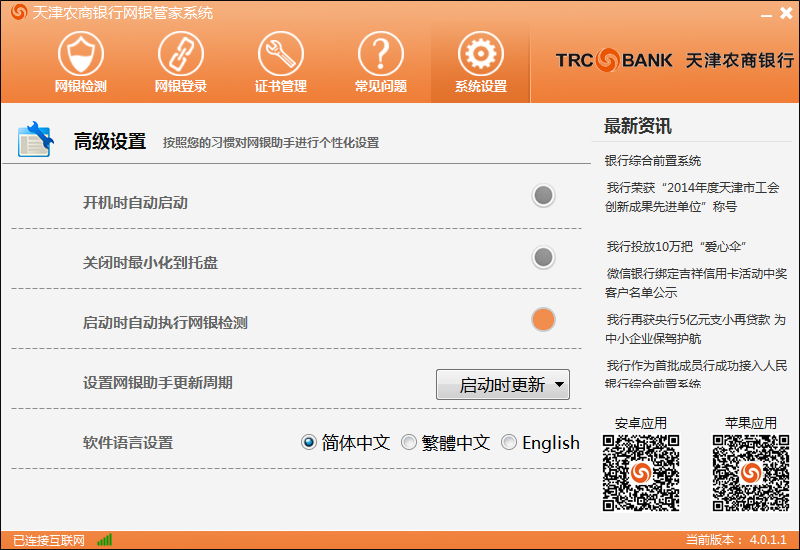 天津农商银行网银管家系统
网银检测 网银登录 证书管理 常见问题 系统设置
TRC BANK 天津农商银行
高级设置 按照您的习惯对网银助手进行个性化设置
开机时自动启动
关闭时最小化到托盘
启动时自动执行网银检测
设置网银助手更新周期 启动时更新
软件语言设置 简体中文 繁體中文 English
最新资讯
银行综合前置系统
我行荣获“2014年度天津市工会
创新成果先进单位”称号
我行投放10万把“爱心伞”
微信银行绑定吉祥信用卡活动中奖
客户名单公示
我行再获央行5亿元支小再贷款 为
中小企业保驾护航
我行作为首批成员行成功接入人民
银行综合前置系统
安卓应用 苹果应用
已连接互联网 当前版本： 4.0.1.1